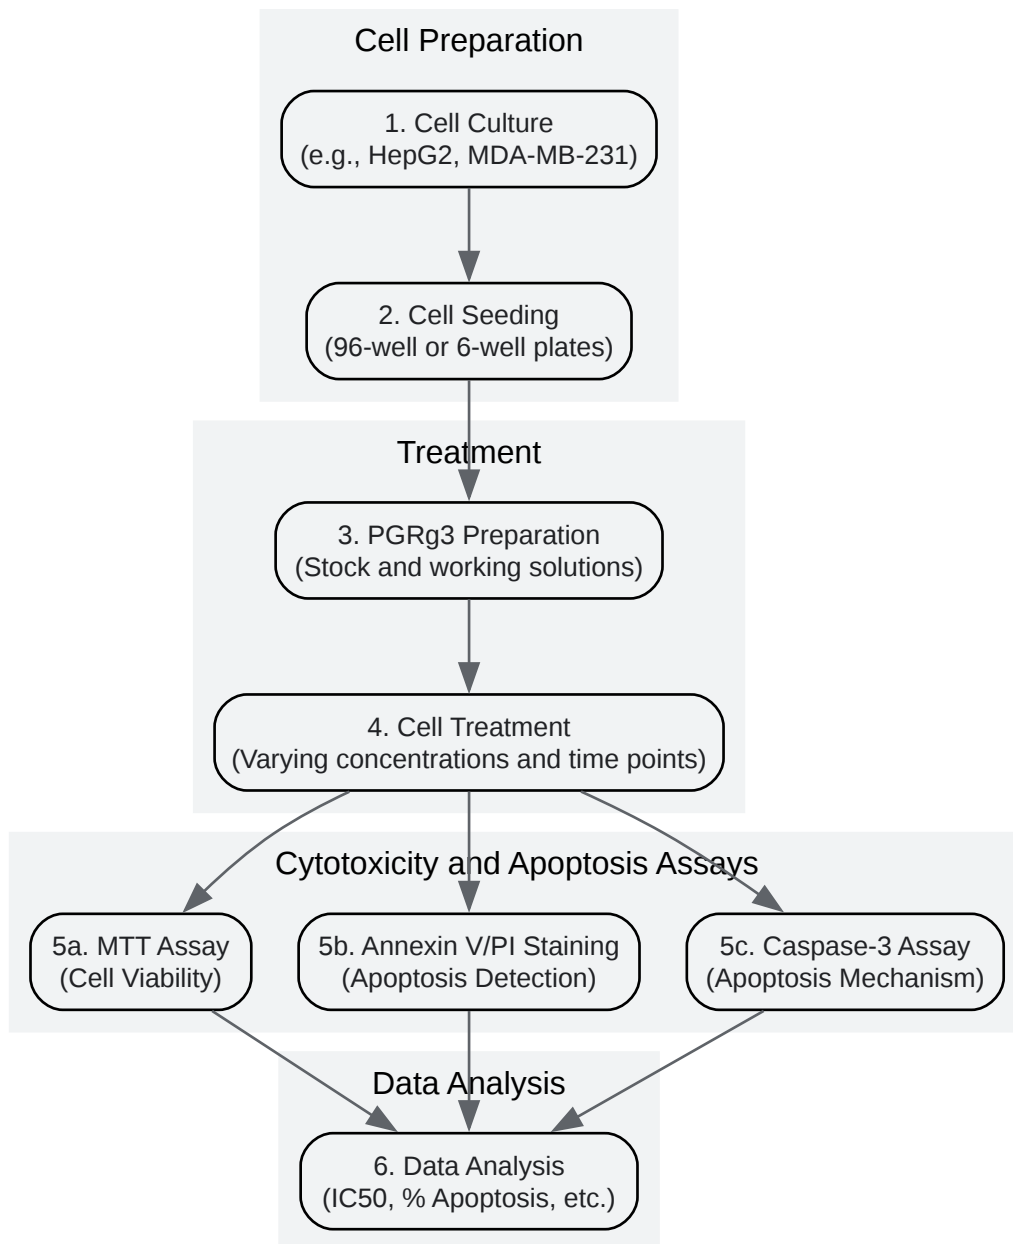 Cell Preparation
1. Cell Culture
(e.g., HepG2, MDA-MB-231)
2. Cell Seeding
(96-well or 6-well plates)
Treatment
3. PGRg3 Preparation
(Stock and working solutions)
4. Cell Treatment
(Varying concentrations and time points)
Cytotoxicity and Apoptosis Assays
5a. MTT Assay
(Cell Viability)
5b. Annexin V/PI Staining
(Apoptosis Detection)
5c. Caspase-3 Assay
(Apoptosis Mechanism)
Data Analysis
6. Data Analysis
(IC50, % Apoptosis, etc.)